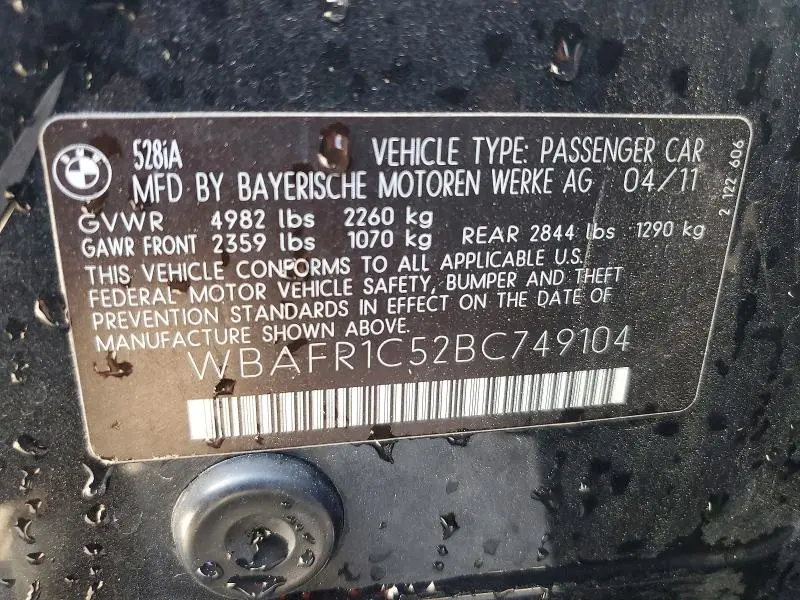 BMW
528iA VEHICLE TYPE: PASSENGER CAR
MFD BY BAYERISCHE MOTOREN WERKE AG 04/11
GVWR 4982 lbs 2260 kg
GAWR FRONT 2359 lbs 1070 kg REAR 2844 lbs 1290 kg
THIS VEHICLE CONFORMS TO ALL APPLICABLE U.S.
FEDERAL MOTOR VEHICLE SAFETY, BUMPER AND THEFT
PREVENTION STANDARDS IN EFFECT ON THE DATE OF
MANUFACTURE SHOWN ABOVE.
WBAFR1C52BC749104
2 122 606